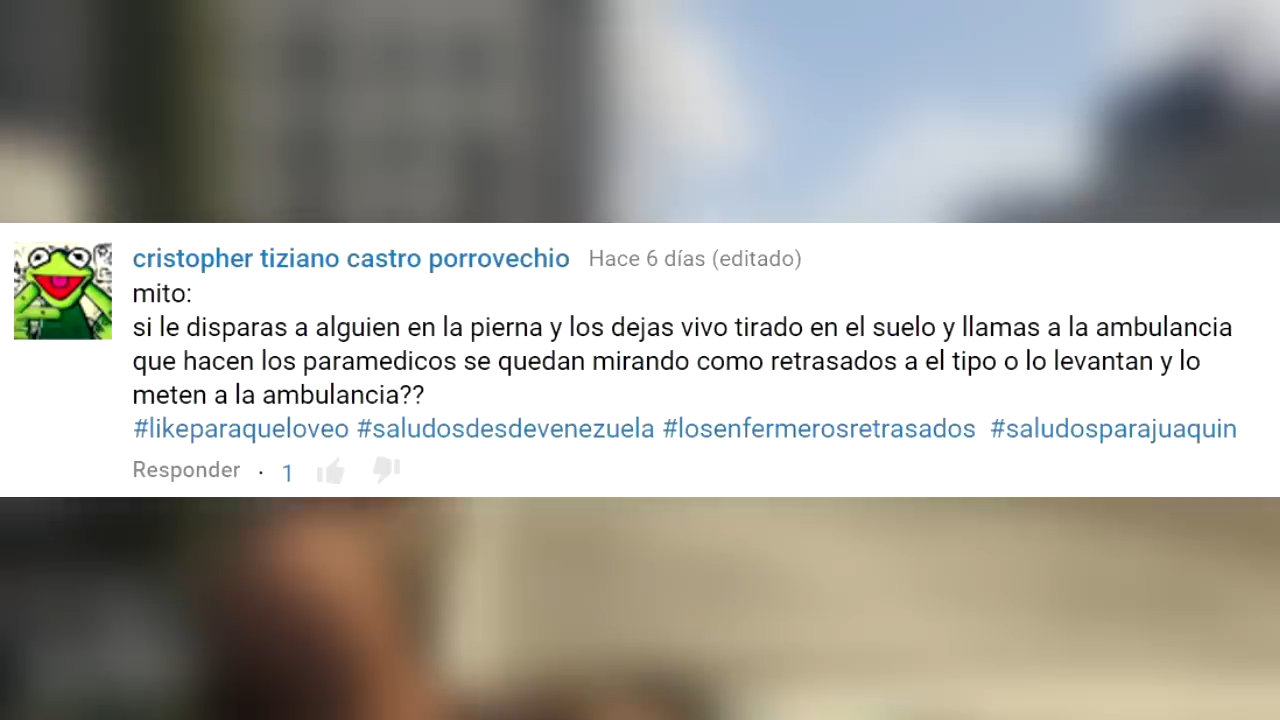 cristopher tiziano castro porrovechio Hace 6 días (editado)
mito:
si le disparas a alguien en la pierna y los dejas vivo tirado en el suelo y llamas a la ambulancia
que hacen los paramedicos se quedan mirando como retrasados a el tipo o lo levantan y lo
meten a la ambulancia??
#likeparaqueloveo #saludosdesdevenezuela #losenfermerosretrasados #saludosparajuaquin
Responder · 1